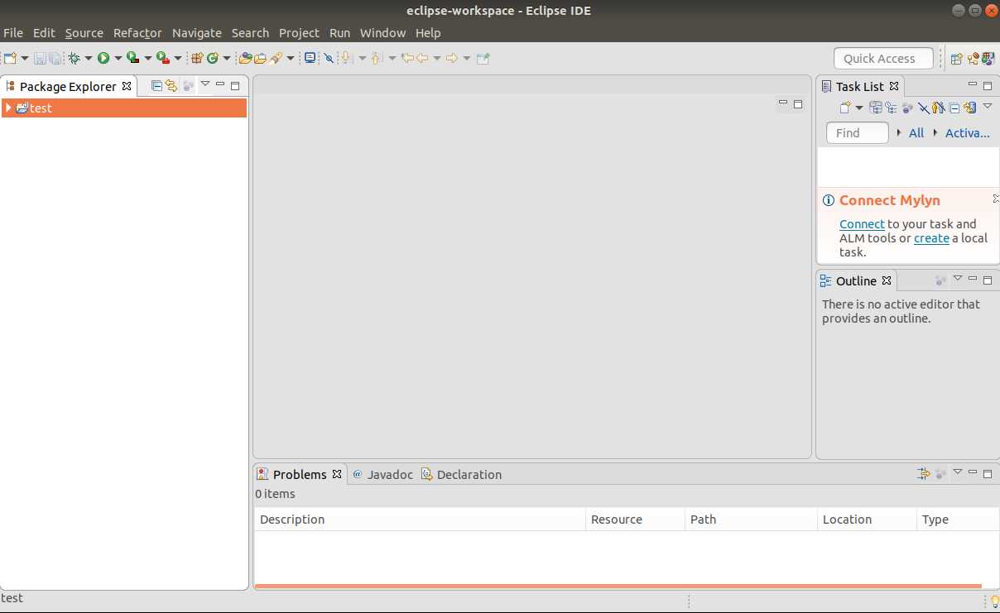 eclipse-workspace - Eclipse IDE
File Edit Source Refactor Navigate Search Project Run Window Help
Quick Access
Package Explorer
test
Task List
Find
All
Activa...
Connect Mylyn
Connect to your task and
ALM tools or create a local
task.
Outline
There is no active editor that
provides an outline.
Problems @ Javadoc Declaration
0 items
Description Resource Path Location Type
test